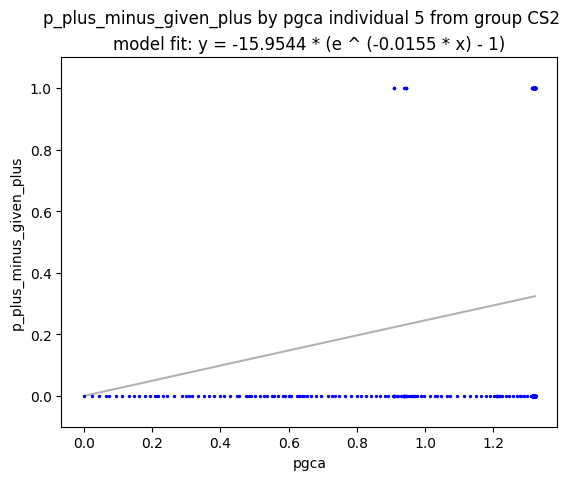 p_plus_minus_given_plus by pgca individual 5 from group CS2
model fit: y = -15.9544 * (e ^ (-0.0155 * x) - 1)
1.0
0.8
0.6
0.4
0.2
0.0
p_plus_minus_given_plus
0.0 0.2 0.4 0.6 0.8 1.0 1.2
pgca